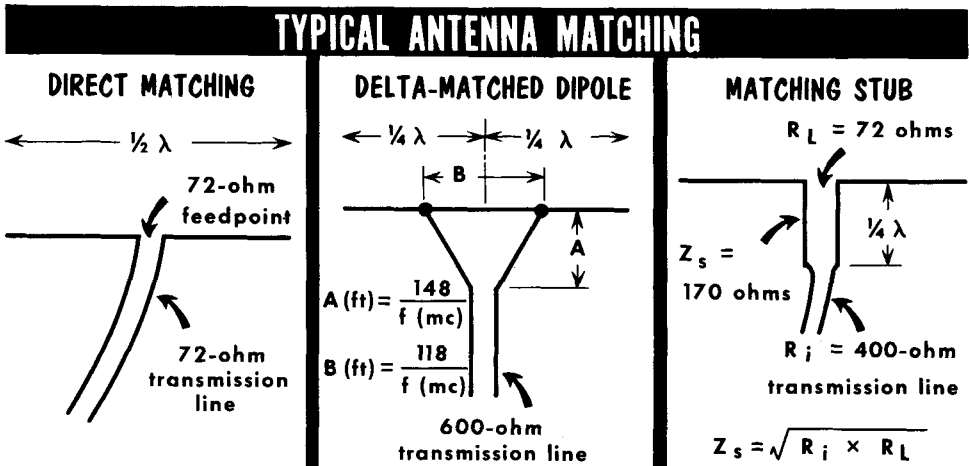 TYPICAL ANTENNA MATCHING
DIRECT MATCHING
½ λ
72-ohm
feedpoint
72-ohm
transmission
line
DELTA-MATCHED DIPOLE
¼ λ ¼ λ
B
A
A (ft) = 148 / f (mc)
B (ft) = 118 / f (mc)
600-ohm
transmission line
MATCHING STUB
R L = 72 ohms
¼ λ
Z s =
170 ohms
R i = 400-ohm
transmission line
Z s = √ R i × R L